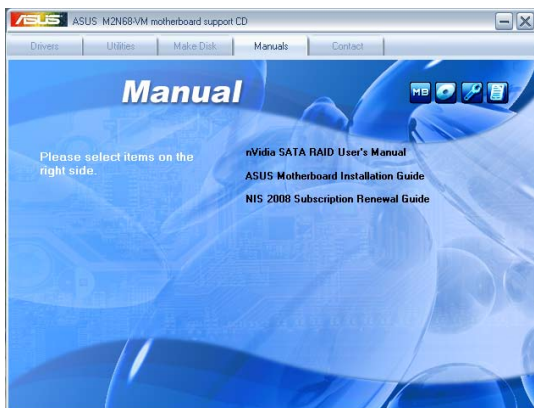 ASUS ASUS M2N68-VM motherboard support CD
Drivers Utilities Make Disk Manuals Contact
Manual
MB
Please select items on the
right side.
nVidia SATA RAID User's Manual
ASUS Motherboard Installation Guide
NIS 2008 Subscription Renewal Guide